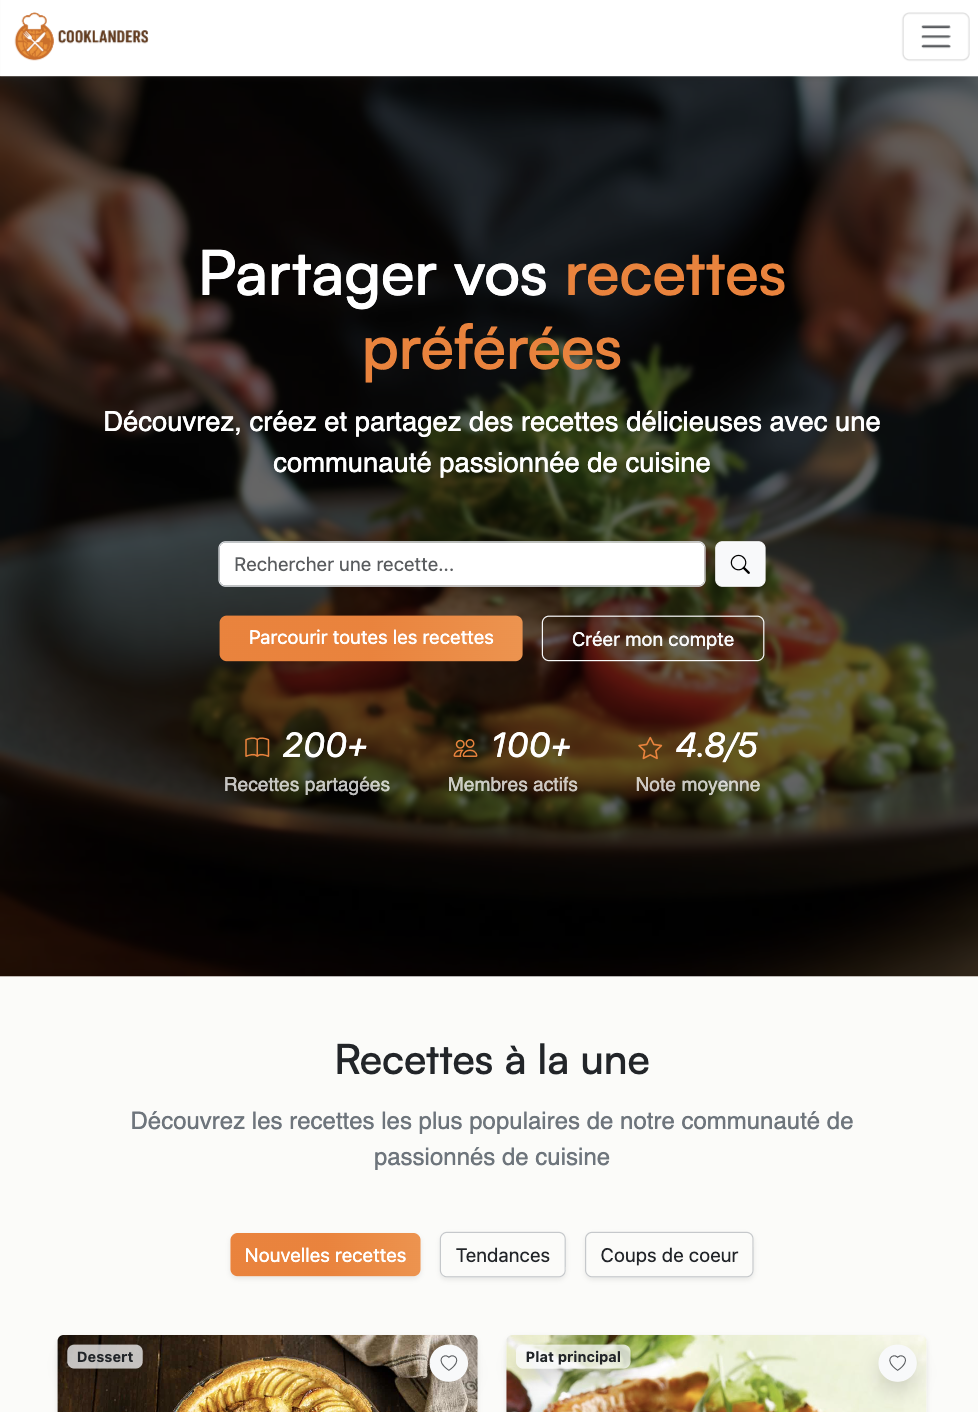 COOKLANDERS
Partager vos recettes
préférées
Découvrez, créez et partagez des recettes délicieuses avec une
communauté passionnée de cuisine
Rechercher une recette...
Parcourir toutes les recettes
Créer mon compte
200+
Recettes partagées
100+
Membres actifs
4.8/5
Note moyenne
Recettes à la une
Découvrez les recettes les plus populaires de notre communauté de
passionnés de cuisine
Nouvelles recettes
Tendances
Coups de coeur
Dessert
Plat principal